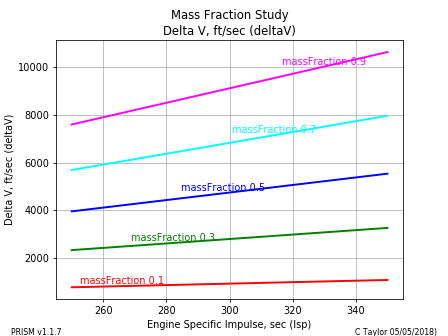 Mass Fraction Study
Delta V, ft/sec (deltaV)
massFraction 0.9
massFraction 0.7
massFraction 0.5
massFraction 0.3
massFraction 0.1
Delta V, ft/sec (deltaV)
10000
8000
6000
4000
2000
260 280 300 320 340
Engine Specific Impulse, sec (Isp)
PRISM v1.1.7 C Taylor 05/05/2018)